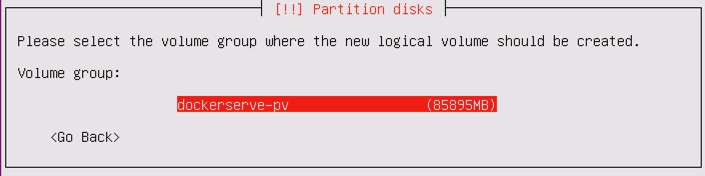 [!!] Partition disks
Please select the volume group where the new logical volume should be created.
Volume group:
dockerserve-pv (85895MB)
<Go Back>